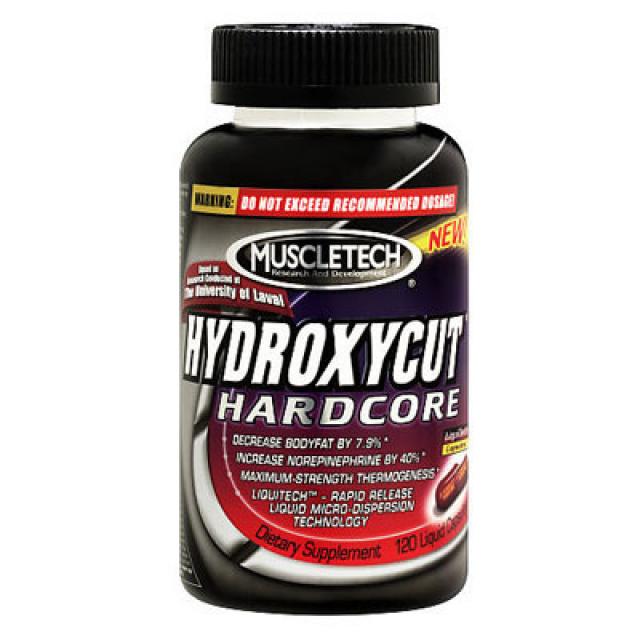 WARNING: DO NOT EXCEED RECOMMENDED DOSAGE!
NEW!
MUSCLETECH
Research And Development
®
Based on
Research Conducted at
The University of Laval
HYDROXYCUT
HARDCORE
DECREASE BODYFAT BY 7.9%*
INCREASE NOREPINEPHRINE BY 40%*
MAXIMUM-STRENGTH THERMOGENESIS*
LIQUITECH™ - RAPID RELEASE
LIQUID MICRO-DISPERSION
TECHNOLOGY
Dietary Supplement 120 Liquid